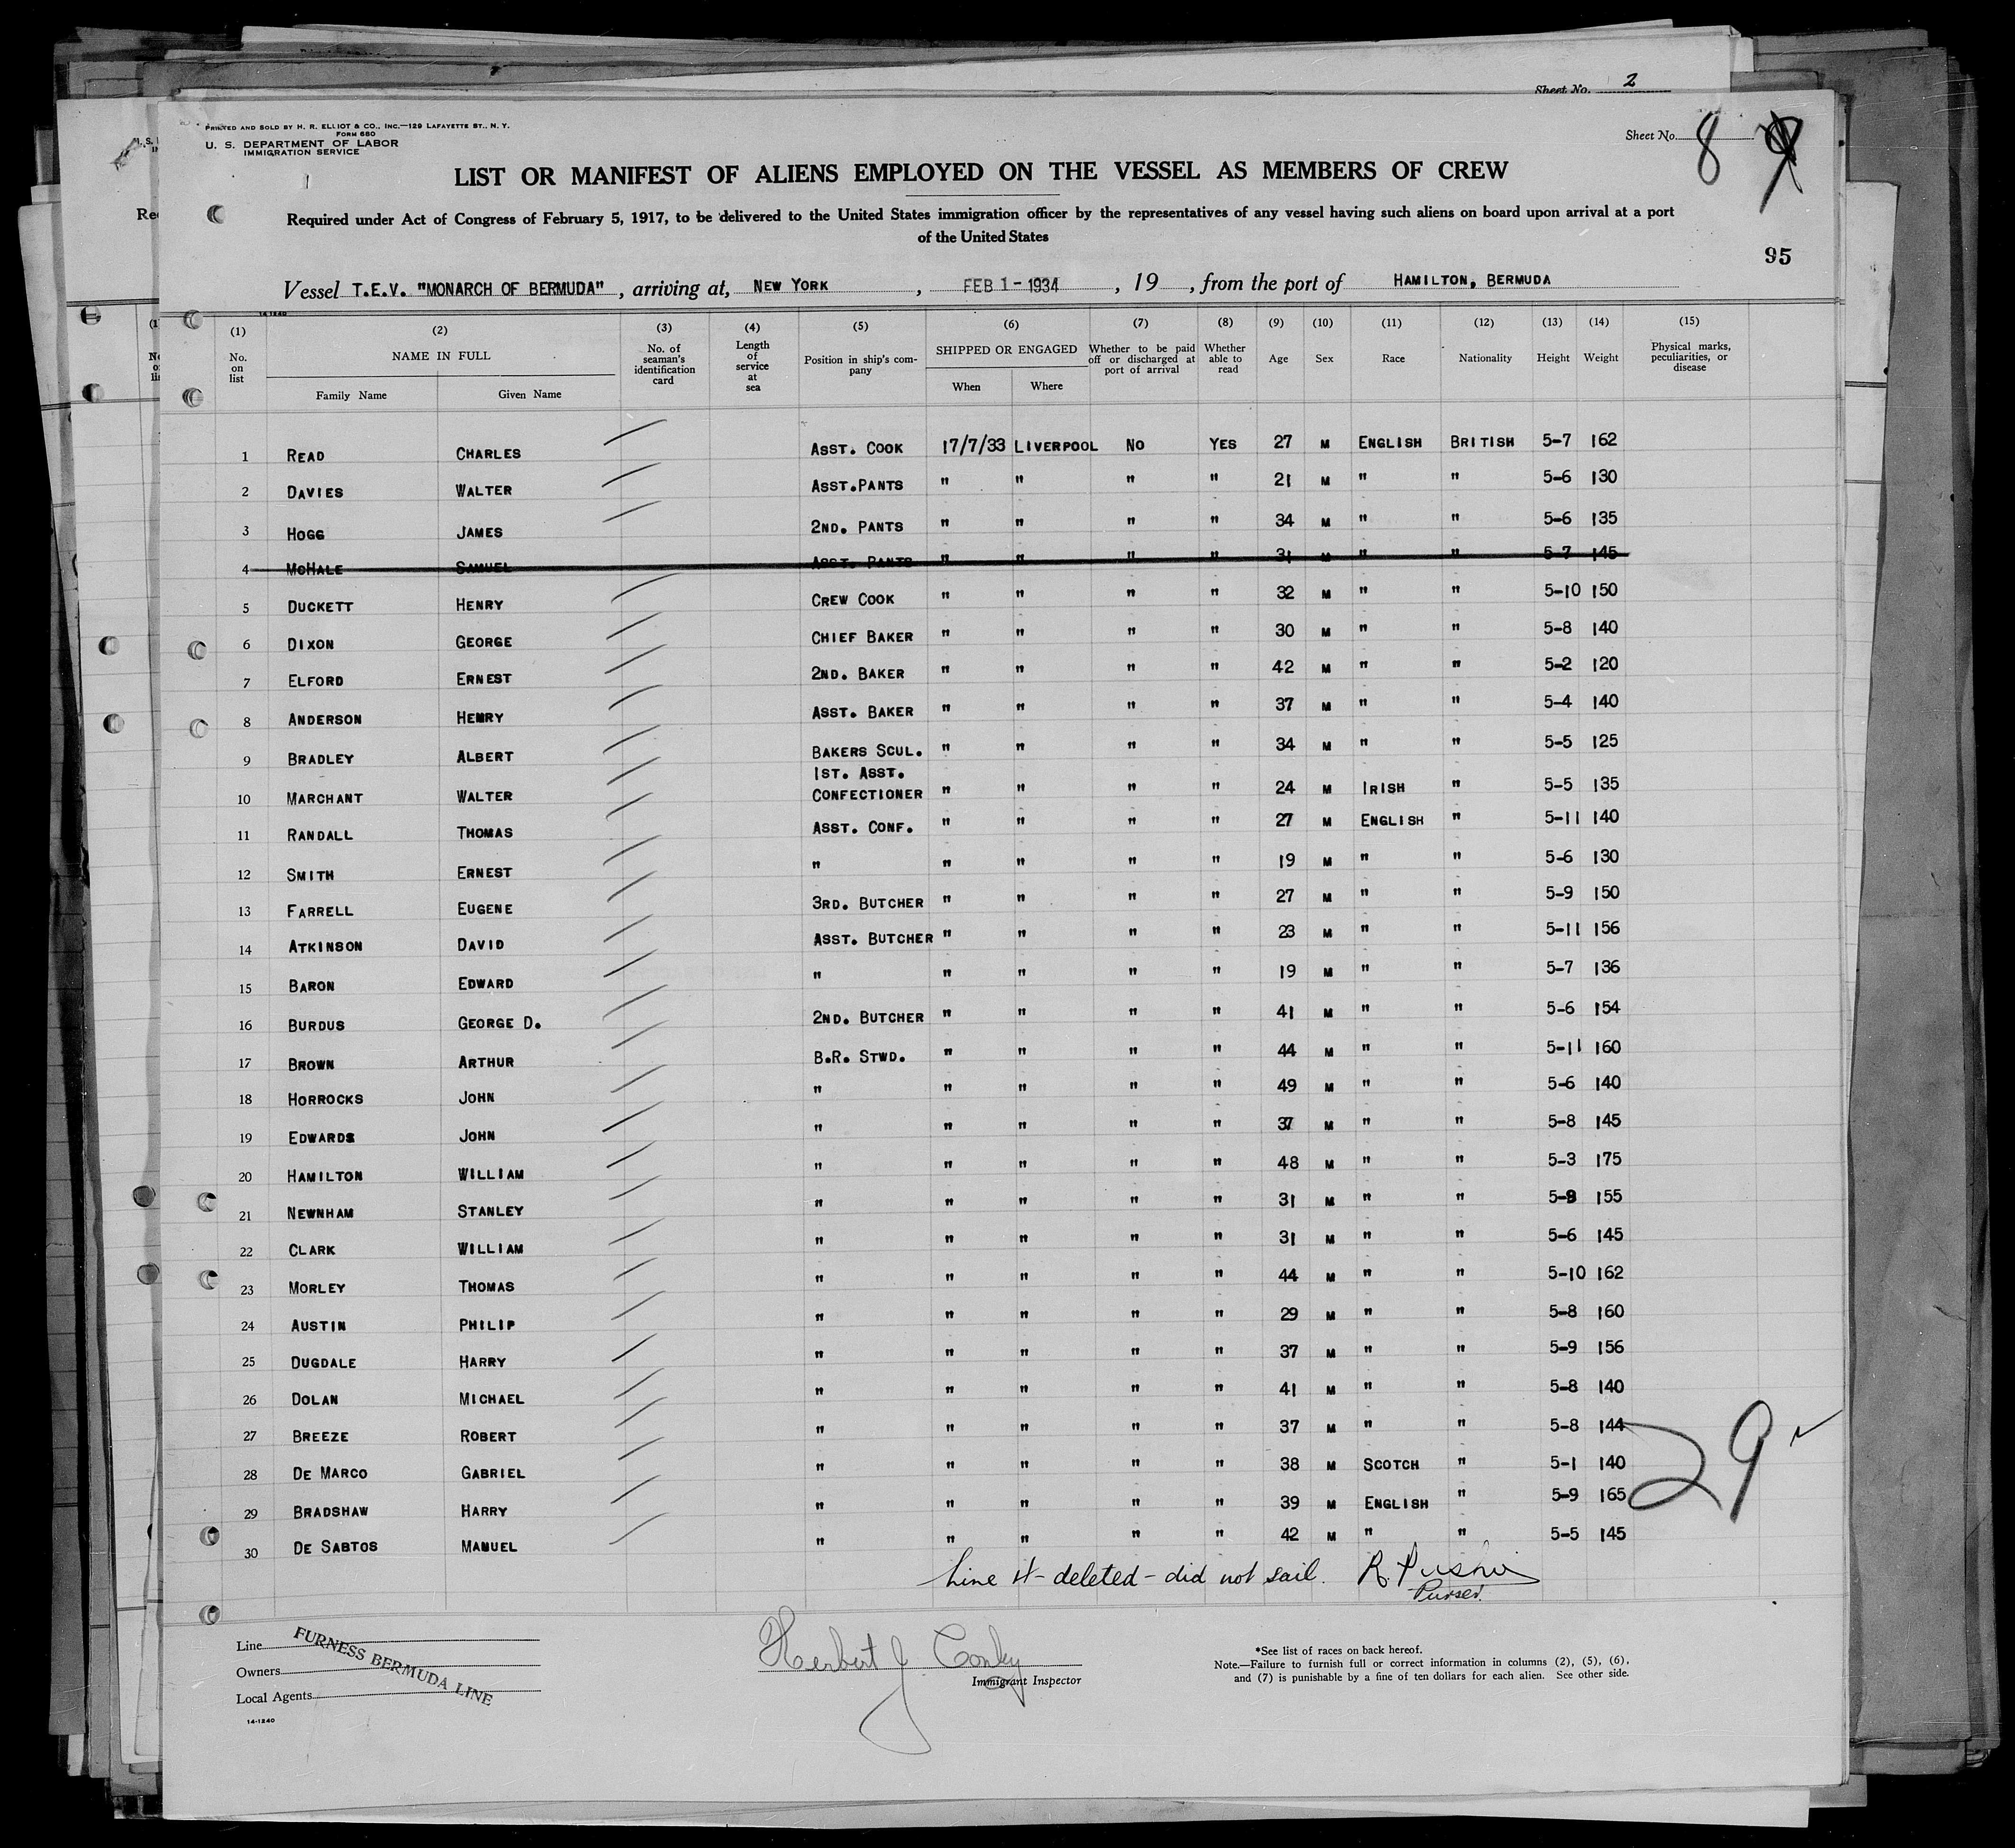 Sheet No. 2
PRINTED AND SOLD BY H. R. ELLIOT & CO., INC.—129 LAFAYETTE ST., N. Y.
FORM 680
U. S. DEPARTMENT OF LABOR
IMMIGRATION SERVICE
Sheet No. 8
LIST OR MANIFEST OF ALIENS EMPLOYED ON THE VESSEL AS MEMBERS OF CREW
Required under Act of Congress of February 5, 1917, to be delivered to the United States immigration officer by the representatives of any vessel having such aliens on board upon arrival at a port
of the United States
95
Vessel T.E.V. "MONARCH OF BERMUDA", arriving at, NEW YORK, FEB 1-1934, 19, from the port of HAMILTON, BERMUDA
14-1240
(1) (2) (3) (4) (5) (6) (7) (8) (9) (10) (11) (12) (13) (14) (15)
No. on list NAME IN FULL Family Name Given Name No. of seaman's identification card Length of service at sea Position in ship's company SHIPPED OR ENGAGED When Where Whether to be paid off or discharged at port of arrival Whether able to read Age Sex Race Nationality Height Weight Physical marks, peculiarities, or disease
1 READ CHARLES ASST. COOK 17/7/33 LIVERPOOL NO YES 27 M ENGLISH BRITISH 5-7 162
2 DAVIES WALTER ASST.PANTS " " " " 21 M " " 5-6 130
3 HOGG JAMES 2ND. PANTS " " " " 34 M " " 5-6 135
4 McHALE SAMUEL ASST. PANTS " " " " 31 M " " 5-7 145
5 DUCKETT HENRY CREW COOK " " " " 32 M " " 5-10 150
6 DIXON GEORGE CHIEF BAKER " " " " 30 M " " 5-8 140
7 ELFORD ERNEST 2ND. BAKER " " " " 42 M " " 5-2 120
8 ANDERSON HENRY ASST. BAKER " " " " 37 M " " 5-4 140
9 BRADLEY ALBERT BAKERS SCUL. " " " " 34 M " " 5-5 125
10 MARCHANT WALTER 1ST. ASST. CONFECTIONER " " " " 24 M IRISH " 5-5 135
11 RANDALL THOMAS ASST. CONF. " " " " 27 M ENGLISH " 5-11 140
12 SMITH ERNEST " " " " " 19 M " " 5-6 130
13 FARRELL EUGENE 3RD. BUTCHER " " " " 27 M " " 5-9 150
14 ATKINSON DAVID ASST. BUTCHER " " " " 23 M " " 5-11 156
15 BARON EDWARD " " " " " 19 M " " 5-7 136
16 BURDUS GEORGE D. 2ND. BUTCHER " " " " 41 M " " 5-6 154
17 BROWN ARTHUR B.R. STWD. " " " " 44 M " " 5-11 160
18 HORROCKS JOHN " " " " " 49 M " " 5-6 140
19 EDWARDS JOHN " " " " " 37 M " " 5-8 145
20 HAMILTON WILLIAM " " " " " 48 M " " 5-3 175
21 NEWNHAM STANLEY " " " " " 31 M " " 155
22 CLARK WILLIAM " " " " " 31 M " " 5-6 145
23 MORLEY THOMAS " " " " " 44 M " " 5-10 162
24 AUSTIN PHILIP " " " " " 29 M " " 5-8 160
25 DUGDALE HARRY " " " " " 37 M " " 5-9 156
26 DOLAN MICHAEL " " " " " 41 M " " 5-8 140
27 BREEZE ROBERT " " " " " 37 M " " 5-8 144
28 DE MARCO GABRIEL " " " " " 38 M SCOTCH " 5-1 140
29 BRADSHAW HARRY " " " " " 39 M ENGLISH " 5-9 165
30 DE SABTOS MANUEL " " " " " 42 M " " 5-5 145
29
Line 4 - deleted - did not sail. R.
Purser.
Line
Owners
Local Agents
FURNESS BERMUDA LINE
14-1240
Herbert J. Conley
Immigrant Inspector
*See list of races on back hereof.
Note.—Failure to furnish full or correct information in columns (2), (5), (6),
and (7) is punishable by a fine of ten dollars for each alien. See other side.